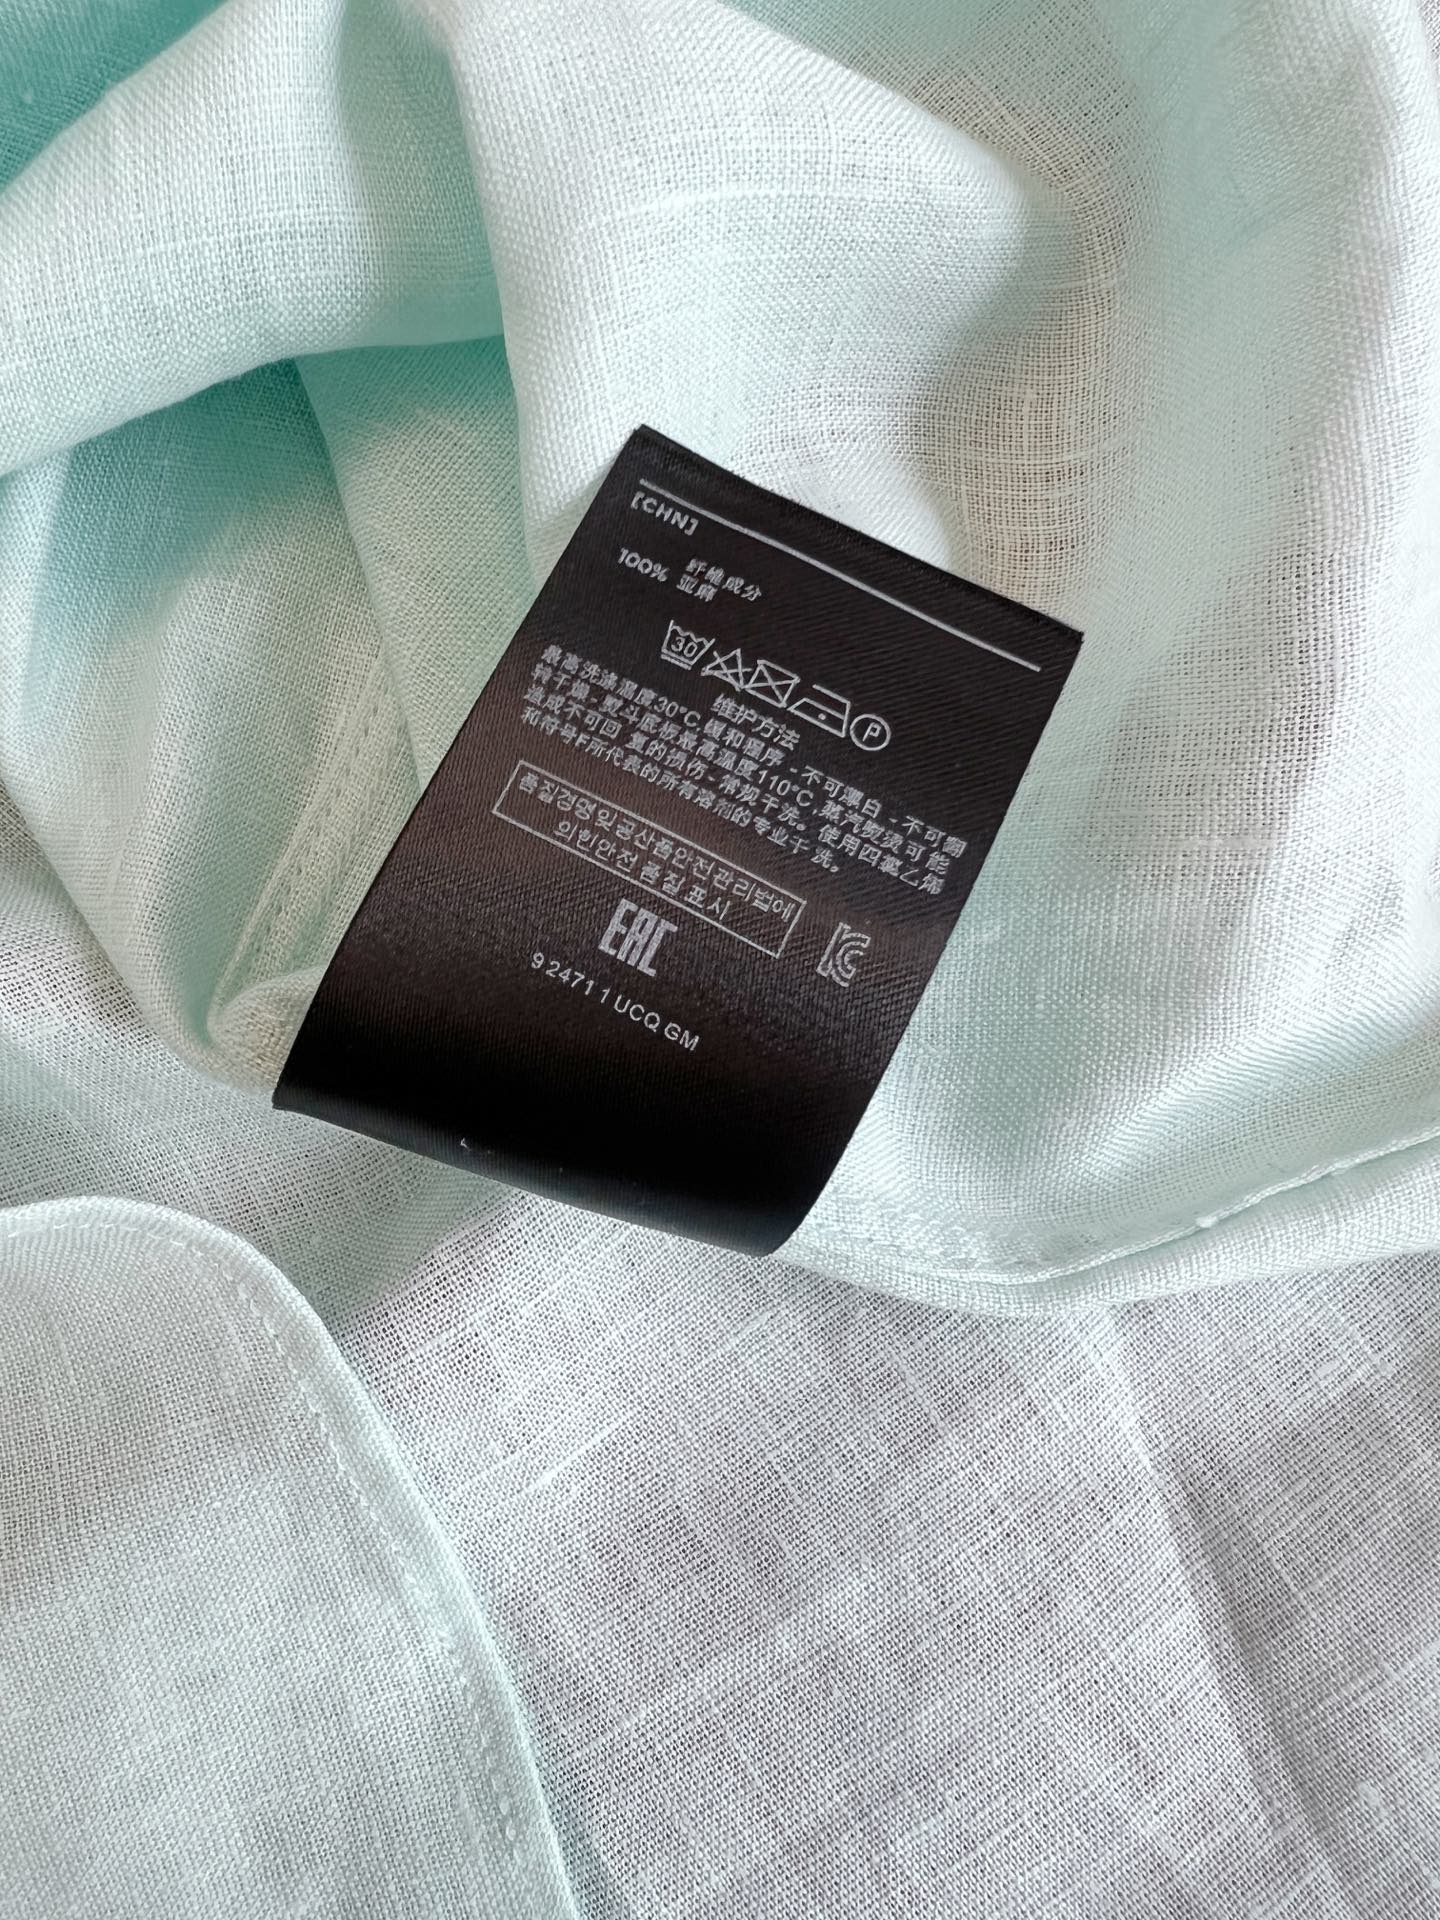 [CHN]
纤维成分
100% 亚麻
30
P
维护方法
最高洗涤温度30°C,缓和程序 - 不可漂白 - 不可翻
转干燥 - 熨斗底板最高温度110°C,蒸汽熨烫可能
造成不可回 复的损伤 - 常规干洗。使用四氯乙烯
和符号F所代表的所有溶剂的专业干洗。
품질경영및공산품안전관리법에
의한안전 품질표시
EAC
KC
924711UCQGM